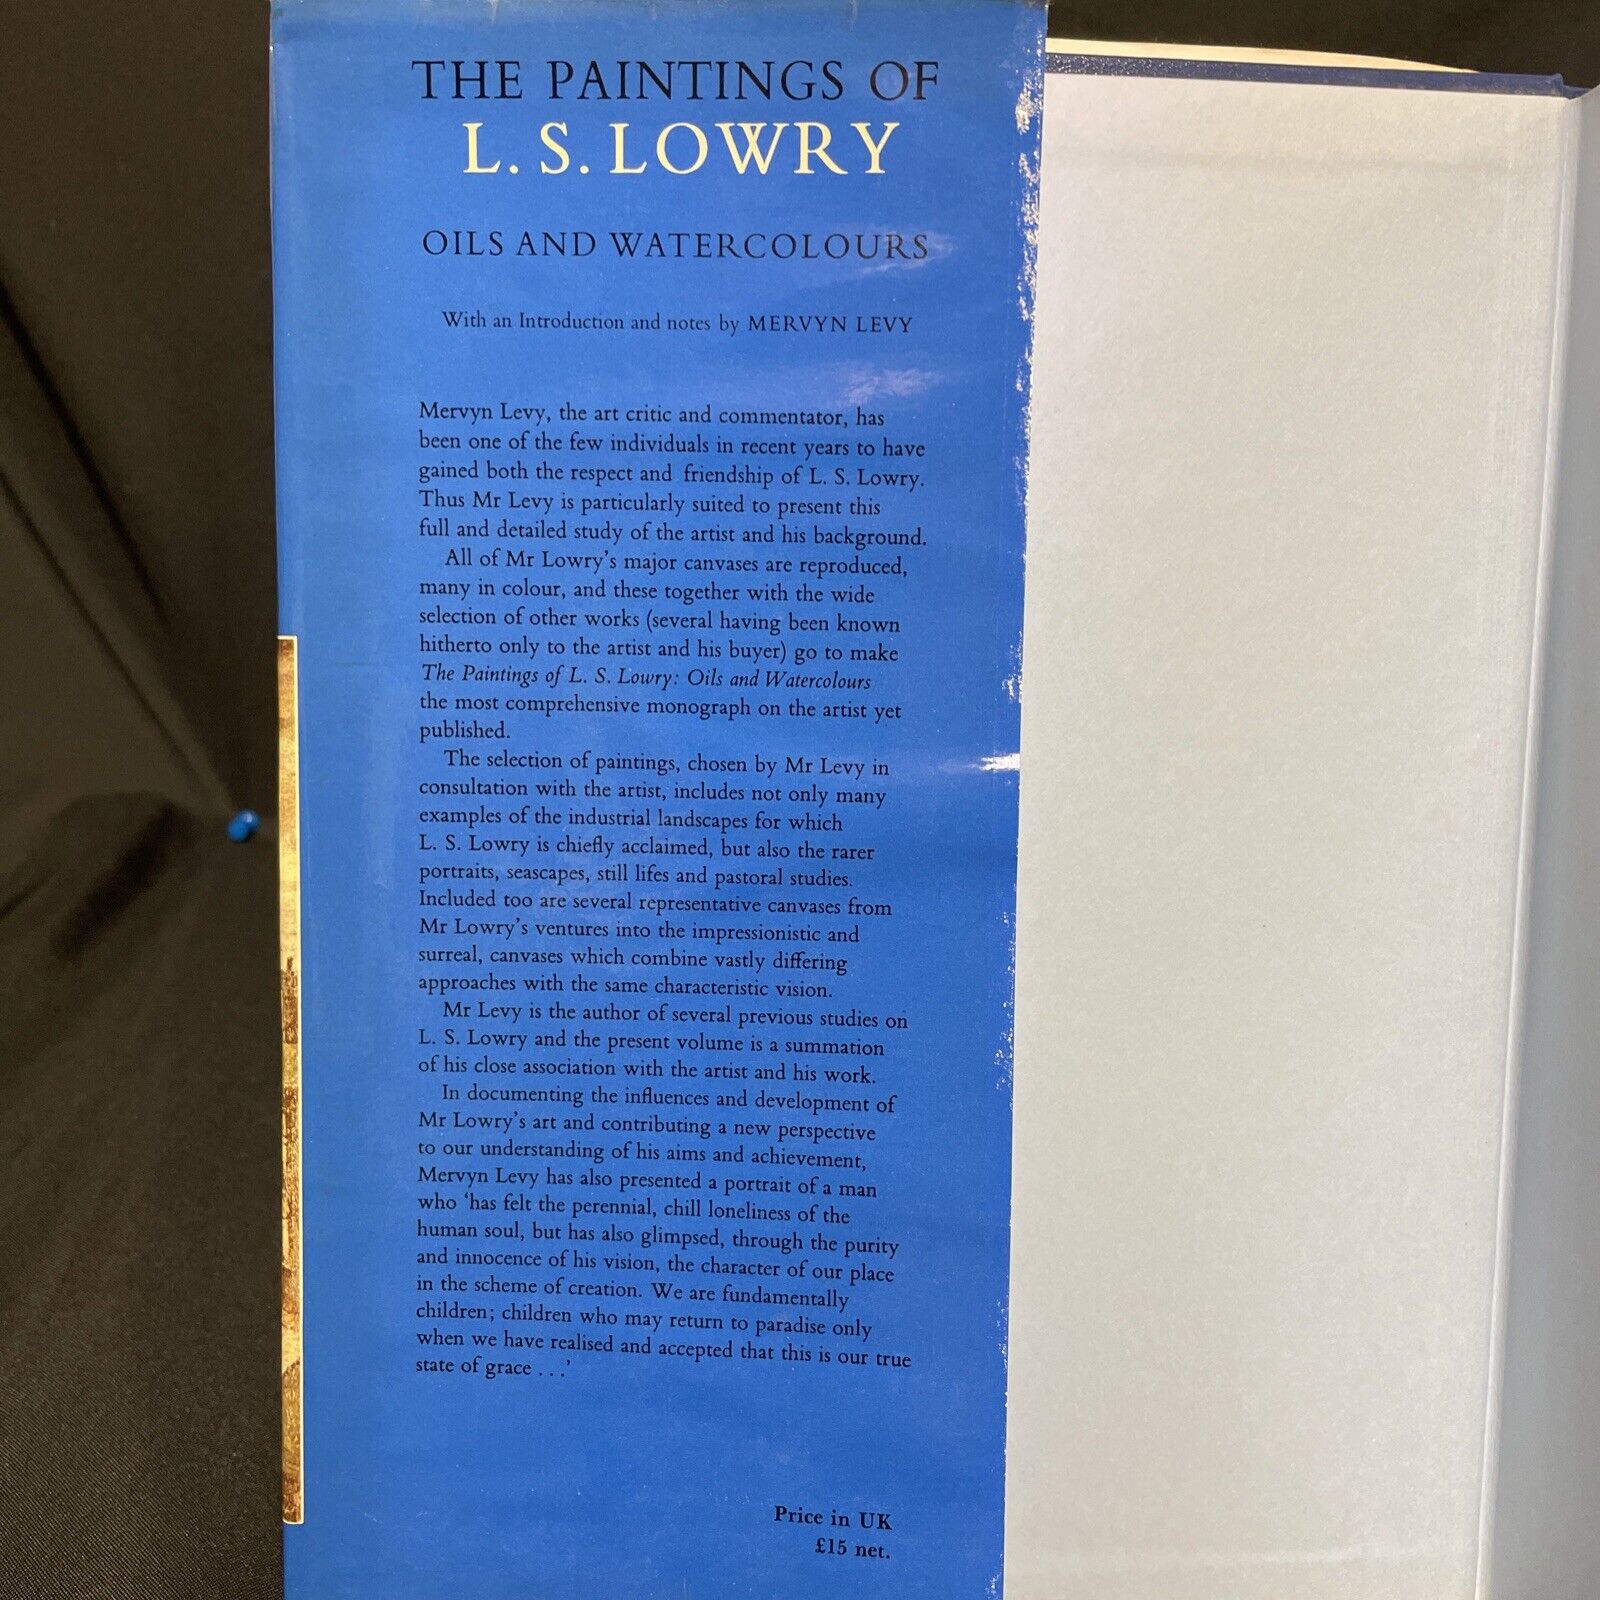 THE PAINTINGS OF
L. S. LOWRY
OILS AND WATERCOLOURS
With an Introduction and notes by MERVYN LEVY
Mervyn Levy, the art critic and commentator, has
been one of the few individuals in recent years to have
gained both the respect and friendship of L. S. Lowry.
Thus Mr Levy is particularly suited to present this
full and detailed study of the artist and his background.
All of Mr Lowry's major canvases are reproduced,
many in colour, and these together with the wide
selection of other works (several having been known
hitherto only to the artist and his buyer) go to make
The Paintings of L. S. Lowry: Oils and Watercolours
the most comprehensive monograph on the artist yet
published.
The selection of paintings, chosen by Mr Levy in
consultation with the artist, includes not only many
examples of the industrial landscapes for which
L. S. Lowry is chiefly acclaimed, but also the rarer
portraits, seascapes, still lifes and pastoral studies.
Included too are several representative canvases from
Mr Lowry's ventures into the impressionistic and
surreal, canvases which combine vastly differing
approaches with the same characteristic vision.
Mr Levy is the author of several previous studies on
L. S. Lowry and the present volume is a summation
of his close association with the artist and his work.
In documenting the influences and development of
Mr Lowry's art and contributing a new perspective
to our understanding of his aims and achievement,
Mervyn Levy has also presented a portrait of a man
who 'has felt the perennial, chill loneliness of the
human soul, but has also glimpsed, through the purity
and innocence of his vision, the character of our place
in the scheme of creation. We are fundamentally
children; children who may return to paradise only
when we have realised and accepted that this is our true
state of grace . . .'
Price in UK
£15 net.